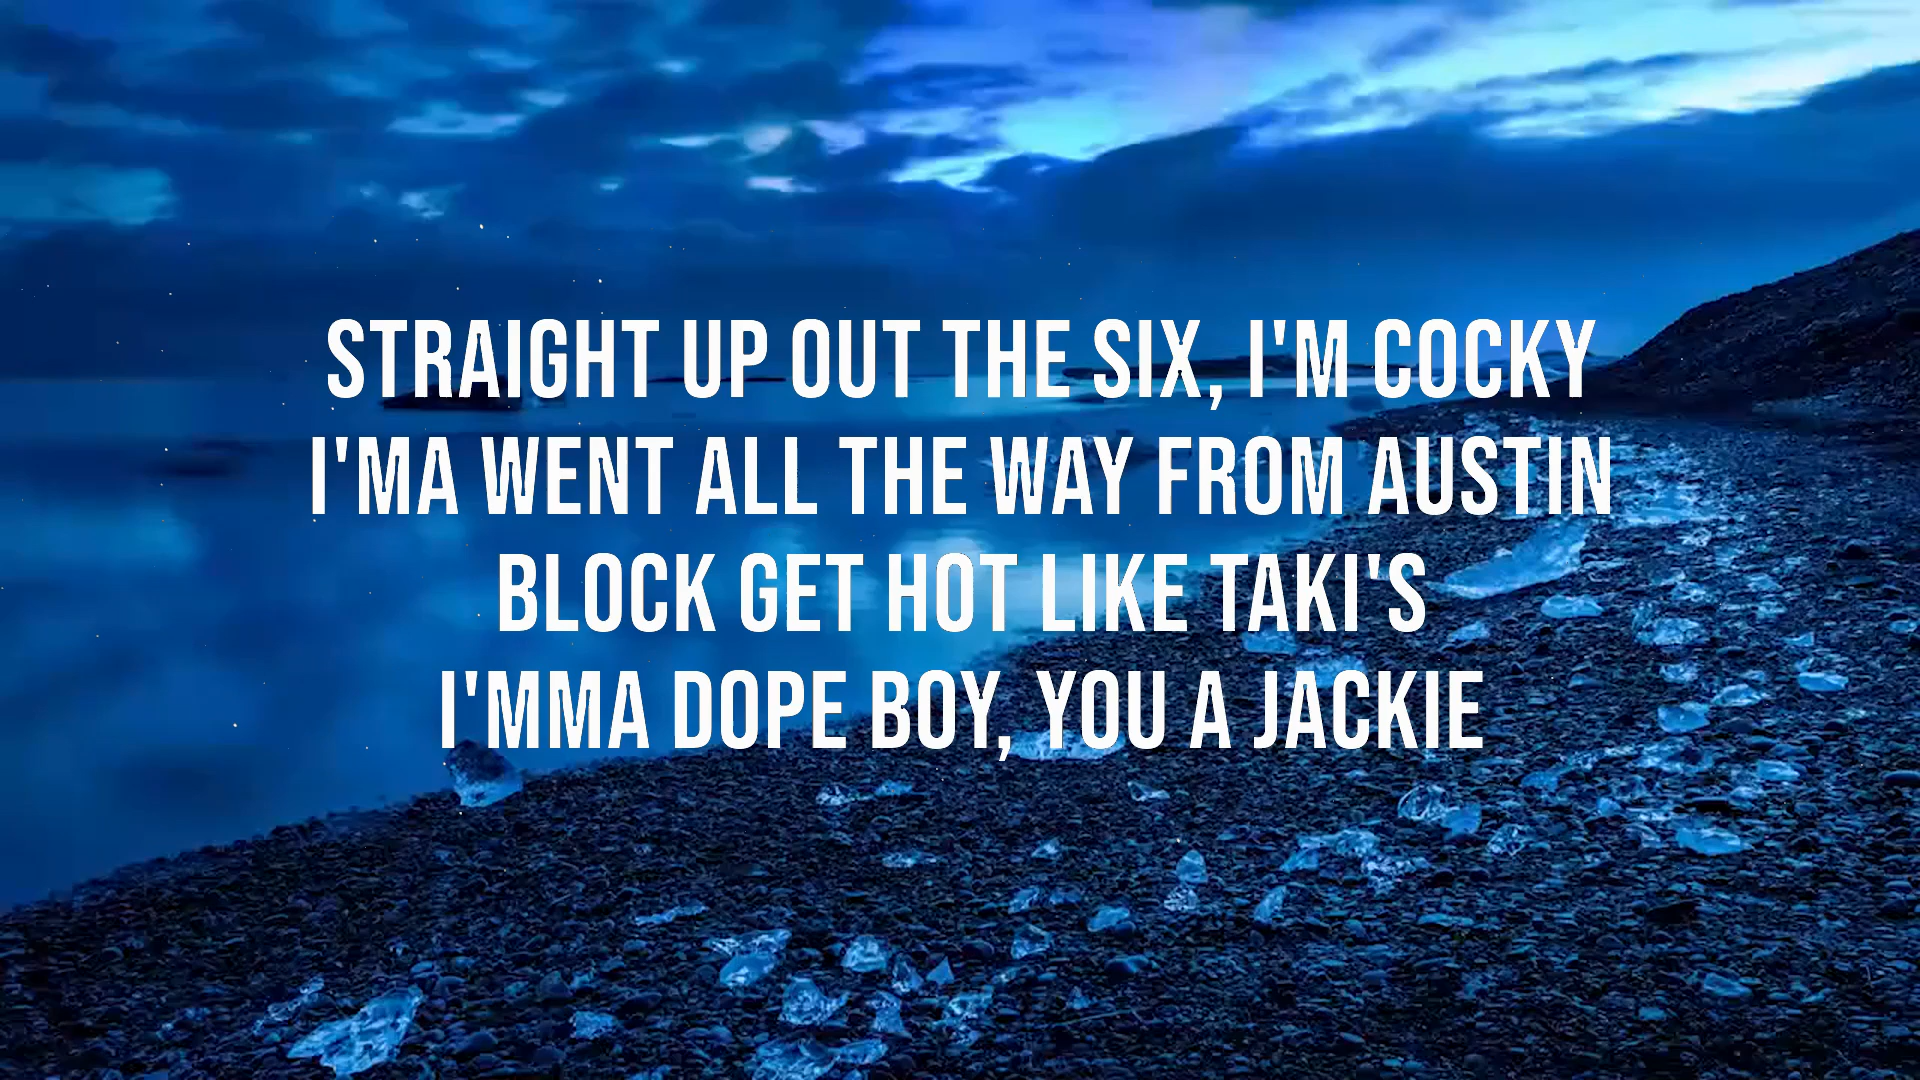 STRAIGHT UP OUT THE SIX, I'M COCKY
I'MA WENT ALL THE WAY FROM AUSTIN
BLOCK GET HOT LIKE TAKI'S
I'MMA DOPE BOY, YOU A JACKIE